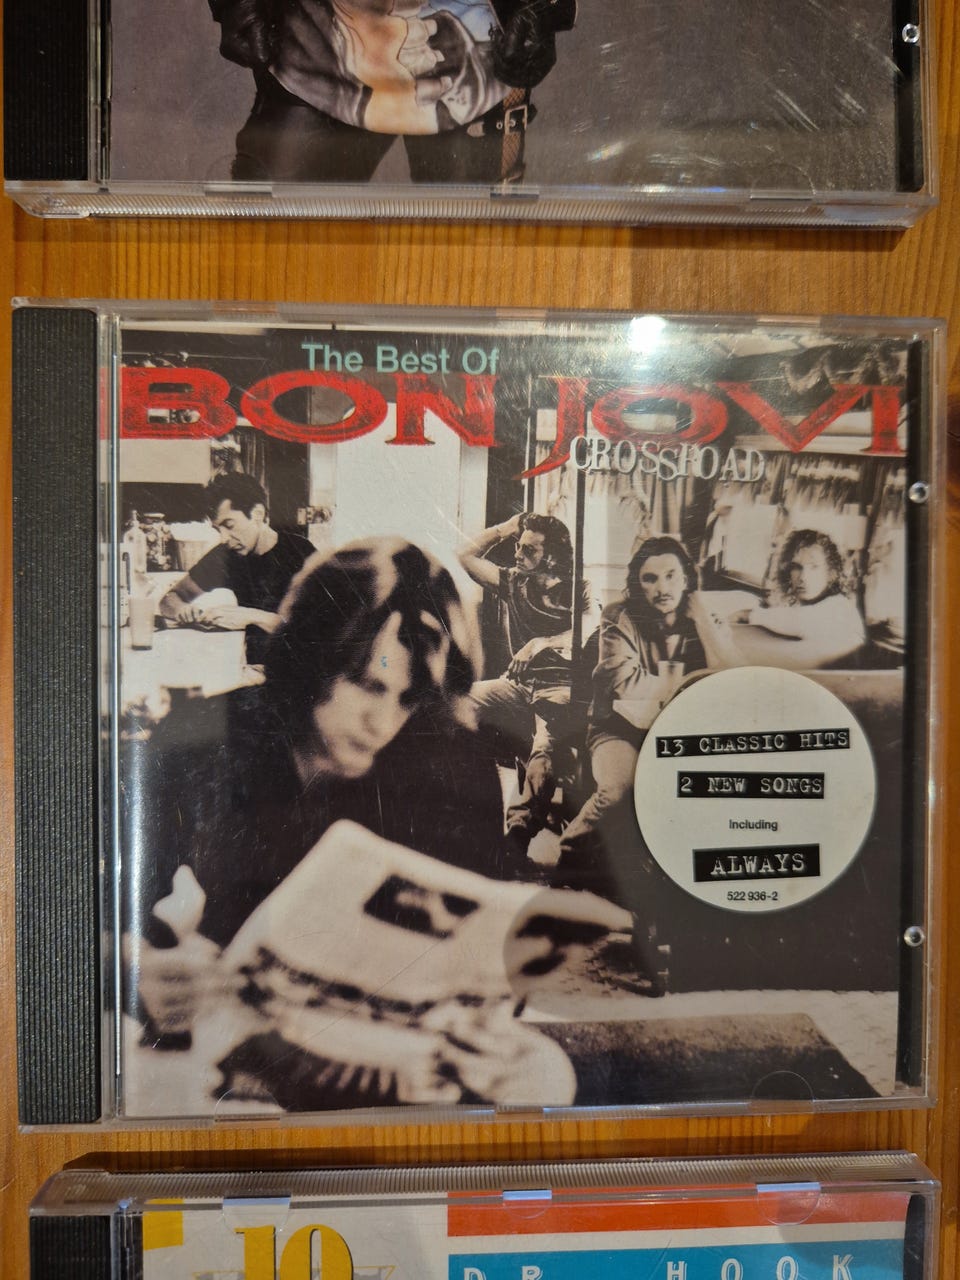 The Best Of
BON JOVI
CROSSROAD
13 CLASSIC HITS
2 NEW SONGS
Including
ALWAYS
522 936-2
10
DR HOOK